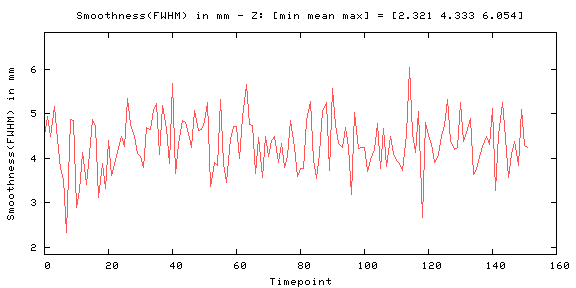 Smoothness(FWHM) in mm - Z: [min mean max] = [2.321 4.333 6.054]
Smoothness(FWHM) in mm
6
5
4
3
2
0 20 40 60 80 100 120 140 160
Timepoint